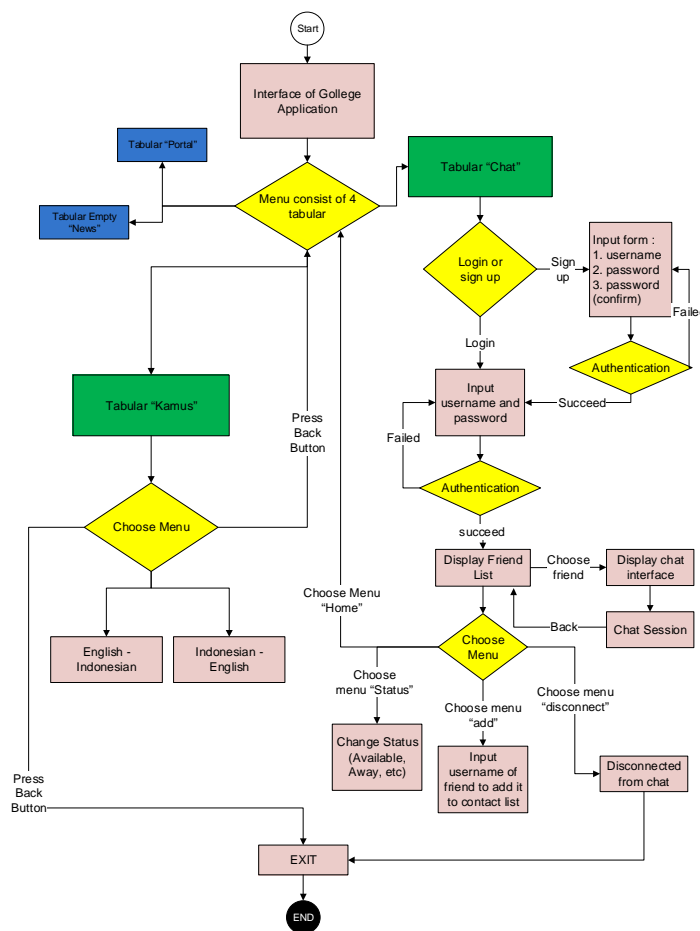 Start
Interface of Gollege
Application
Tabular “Portal”
Tabular “Chat”
Menu consist of 4
tabular
Tabular Empty
“News”
Login or
sign up
Sign
up
Input form :
1. username
2. password
3. password
(confirm)
Failed
Login
Authentication
Tabular “Kamus”
Input
username and
password
Succeed
Press
Back
Button
Failed
Authentication
Choose Menu
succeed
Display Friend
List
Choose
friend
Display chat
interface
Choose Menu
“Home”
Back
Chat Session
English -
Indonesian
Indonesian -
English
Choose
Menu
Choose
menu “Status”
Choose menu
“add”
Choose menu
“disconnect”
Change Status
(Available,
Away, etc)
Input
username of
friend to add it
to contact list
Disconnected
from chat
Press
Back
Button
EXIT
END